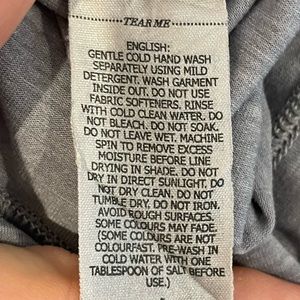 TEAR ME
ENGLISH:
GENTLE COLD HAND WASH
SEPARATELY USING MILD
DETERGENT. WASH GARMENT
INSIDE OUT. DO NOT USE
FABRIC SOFTENERS. RINSE
WITH COLD CLEAN WATER. DO
NOT BLEACH. DO NOT SOAK.
DO NOT LEAVE WET. MACHINE
SPIN TO REMOVE EXCESS
MOISTURE BEFORE LINE
DRYING IN SHADE. DO NOT
DRY IN DIRECT SUNLIGHT. DO
NOT DRY CLEAN. DO NOT
TUMBLE DRY. DO NOT IRON.
AVOID ROUGH SURFACES.
SOME COLOURS MAY FADE.
(SOME COLOURS ARE NOT
COLOURFAST. PRE-WASH IN
COLD WATER WITH ONE
TABLESPOON OF SALT BEFORE
USE.)